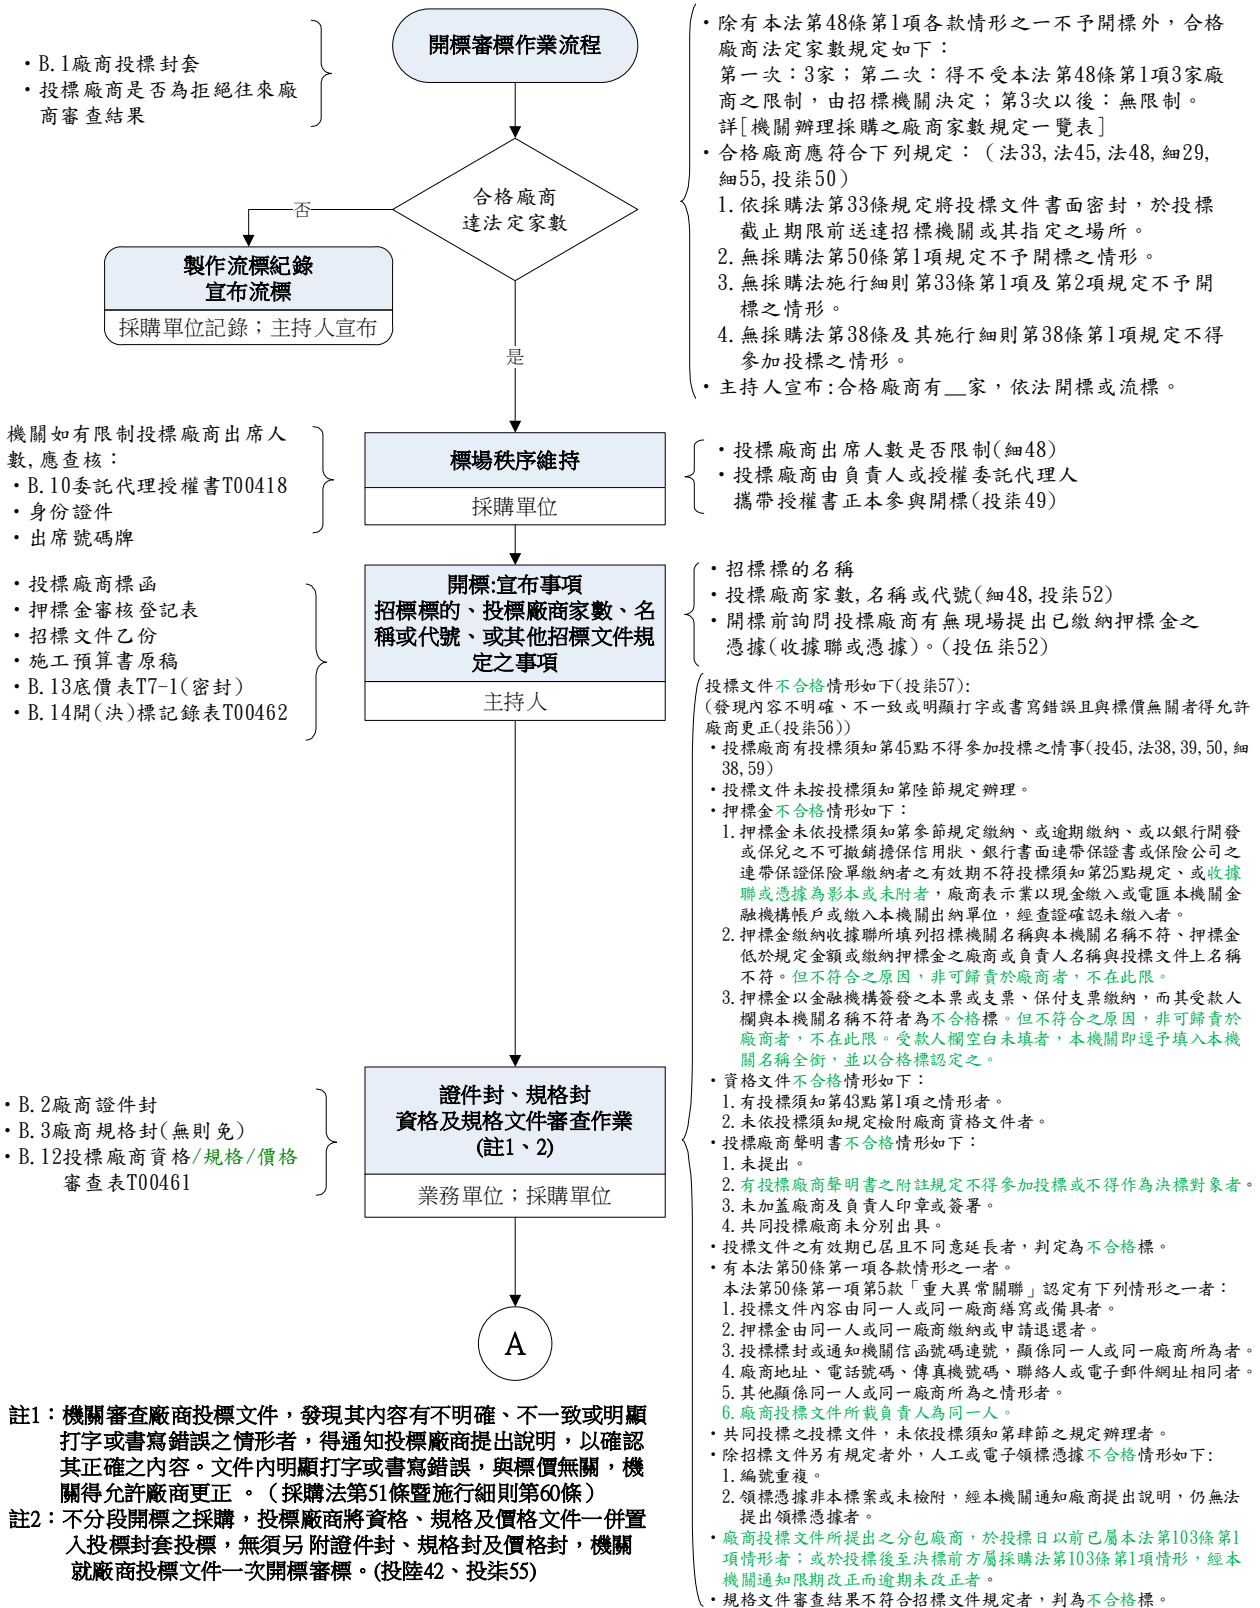 開標審標作業流程
・B.1廠商投標封套
・投標廠商是否為拒絕往來廠
商審查結果
・除有本法第48條第1項各款情形之一不予開標外，合格
廠商法定家數規定如下：
第一次：3家；第二次：得不受本法第48條第1項3家廠
商之限制，由招標機關決定；第3次以後：無限制。
詳[機關辦理採購之廠商家數規定一覽表]
・合格廠商應符合下列規定：（法33,法45,法48,細29,
細55,投柒50）
1.依採購法第33條規定將投標文件書面密封，於投標
截止期限前送達招標機關或其指定之場所。
2.無採購法第50條第1項規定不予開標之情形。
3.無採購法施行細則第33條第1項及第2項規定不予開
標之情形。
4.無採購法第38條及其施行細則第38條第1項規定不得
參加投標之情形。
・主持人宣布:合格廠商有__家，依法開標或流標。
合格廠商
達法定家數
否
製作流標紀錄
宣布流標
採購單位記錄；主持人宣布
是
機關如有限制投標廠商出席人
數,應查核：
・B.10委託代理授權書T00418
・身份證件
・出席號碼牌
標場秩序維持
採購單位
・投標廠商出席人數是否限制(細48)
・投標廠商由負責人或授權委託代理人
攜帶授權書正本參與開標(投柒49)
・投標廠商標函
・押標金審核登記表
・招標文件乙份
・施工預算書原稿
・B.13底價表T7-1(密封)
・B.14開(決)標記錄表T00462
開標:宣布事項
招標標的、投標廠商家數、名
稱或代號、或其他招標文件規
定之事項
主持人
・招標標的名稱
・投標廠商家數,名稱或代號(細48,投柒52)
・開標前詢問投標廠商有無現場提出已繳納押標金之
憑據(收據聯或憑據)。(投伍柒52)
投標文件不合格情形如下(投柒57):
(發現內容不明確、不一致或明顯打字或書寫錯誤且與標價無關者得允許
廠商更正(投柒56))
・投標廠商有投標須知第45點不得參加投標之情事(投45,法38,39,50,細
38,59)
・投標文件未按投標須知第陸節規定辦理。
・押標金不合格情形如下：
1.押標金未依投標須知第參節規定繳納、或逾期繳納、或以銀行開發
或保兌之不可撤銷擔保信用狀、銀行書面連帶保證書或保險公司之
連帶保證保險單繳納者之有效期不符投標須知第25點規定、或收據
聯或憑據為影本或未附者，廠商表示業以現金繳入或電匯本機關金
融機構帳戶或繳入本機關出納單位，經查證確認未繳入者。
2.押標金繳納收據聯所填列招標機關名稱與本機關名稱不符、押標金
低於規定金額或繳納押標金之廠商或負責人名稱與投標文件上名稱
不符。但不符合之原因，非可歸責於廠商者，不在此限。
3.押標金以金融機構簽發之本票或支票、保付支票繳納，而其受款人
欄與本機關名稱不符者為不合格標。但不符合之原因，非可歸責於
廠商者，不在此限。受款人欄空白未填者，本機關即逕予填入本機
關名稱全銜，並以合格標認定之。
・資格文件不合格情形如下：
1.有投標須知第43點第1項之情形者。
2.未依投標須知規定檢附廠商資格文件者。
・投標廠商聲明書不合格情形如下：
1.未提出。
2.有投標廠商聲明書之附註規定不得參加投標或不得作為決標對象者。
3.未加蓋廠商及負責人印章或簽署。
4.共同投標廠商未分別出具。
・投標文件之有效期已屆且不同意延長者，判定為不合格標。
・有本法第50條第一項各款情形之一者。
本法第50條第一項第5款「重大異常關聯」認定有下列情形之一者：
1.投標文件內容由同一人或同一廠商繕寫或備具者。
2.押標金由同一人或同一廠商繳納或申請退還者。
3.投標標封或通知機關信函號碼連號，顯係同一人或同一廠商所為者。
4.廠商地址、電話號碼、傳真機號碼、聯絡人或電子郵件網址相同者。
5.其他顯係同一人或同一廠商所為之情形者。
6.廠商投標文件所載負責人為同一人。
・共同投標之投標文件，未依投標須知第肆節之規定辦理者。
・除招標文件另有規定者外，人工或電子領標憑據不合格情形如下:
1.編號重複。
2.領標憑據非本標案或未檢附，經本機關通知廠商提出說明，仍無法
提出領標憑據者。
・廠商投標文件所提出之分包廠商，於投標日以前已屬本法第103條第1
項情形者；或於投標後至決標前方屬採購法第103條第1項情形，經本
機關通知限期改正而逾期未改正者。
・規格文件審查結果不符合招標文件規定者，判為不合格標。
・B.2廠商證件封
・B.3廠商規格封(無則免)
・B.12投標廠商資格/規格/價格
審查表T00461
證件封、規格封
資格及規格文件審查作業
(註1、2)
業務單位；採購單位
A
註1：機關審查廠商投標文件，發現其內容有不明確、不一致或明顯
打字或書寫錯誤之情形者，得通知投標廠商提出說明，以確認
其正確之內容。文件內明顯打字或書寫錯誤，與標價無關，機
關得允許廠商更正 。（採購法第51條暨施行細則第60條）
註2：不分段開標之採購，投標廠商將資格、規格及價格文件一併置
入投標封套投標，無須另 附證件封、規格封及價格封，機關
就廠商投標文件一次開標審標。(投陸42、投柒55)